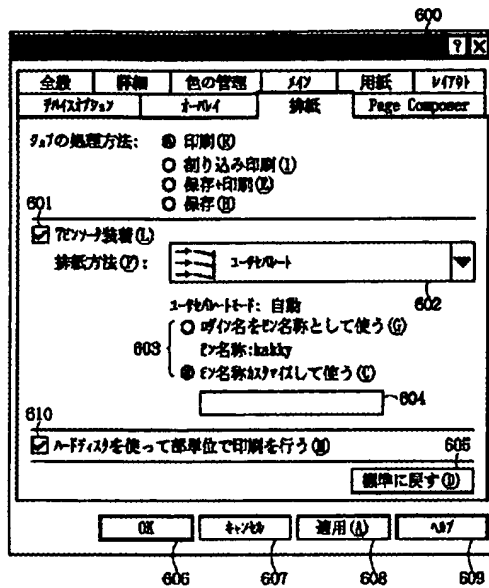 600
? X
全般 詳細 色の管理 メイン 用紙 レイアウト
デバイスオプション オーバレイ 排紙 Page Composer
ジョブの処理方法: 印刷(R)
割り込み印刷(I)
保存+印刷(E)
保存(H)
601
7ビンソータ装着(L)
排紙方法(F): ユーザセパレート
602
ユーザセパレートモード: 自動
603
ログイン名をビン名称として使う(G)
ビン名称:kakky
ビン名称カスタマイズして使う(C)
604
610
ハードディスクを使って部単位で印刷を行う(M)
605
標準に戻す(D)
OK キャンセル 適用(A) ヘルプ
606 607 608 609